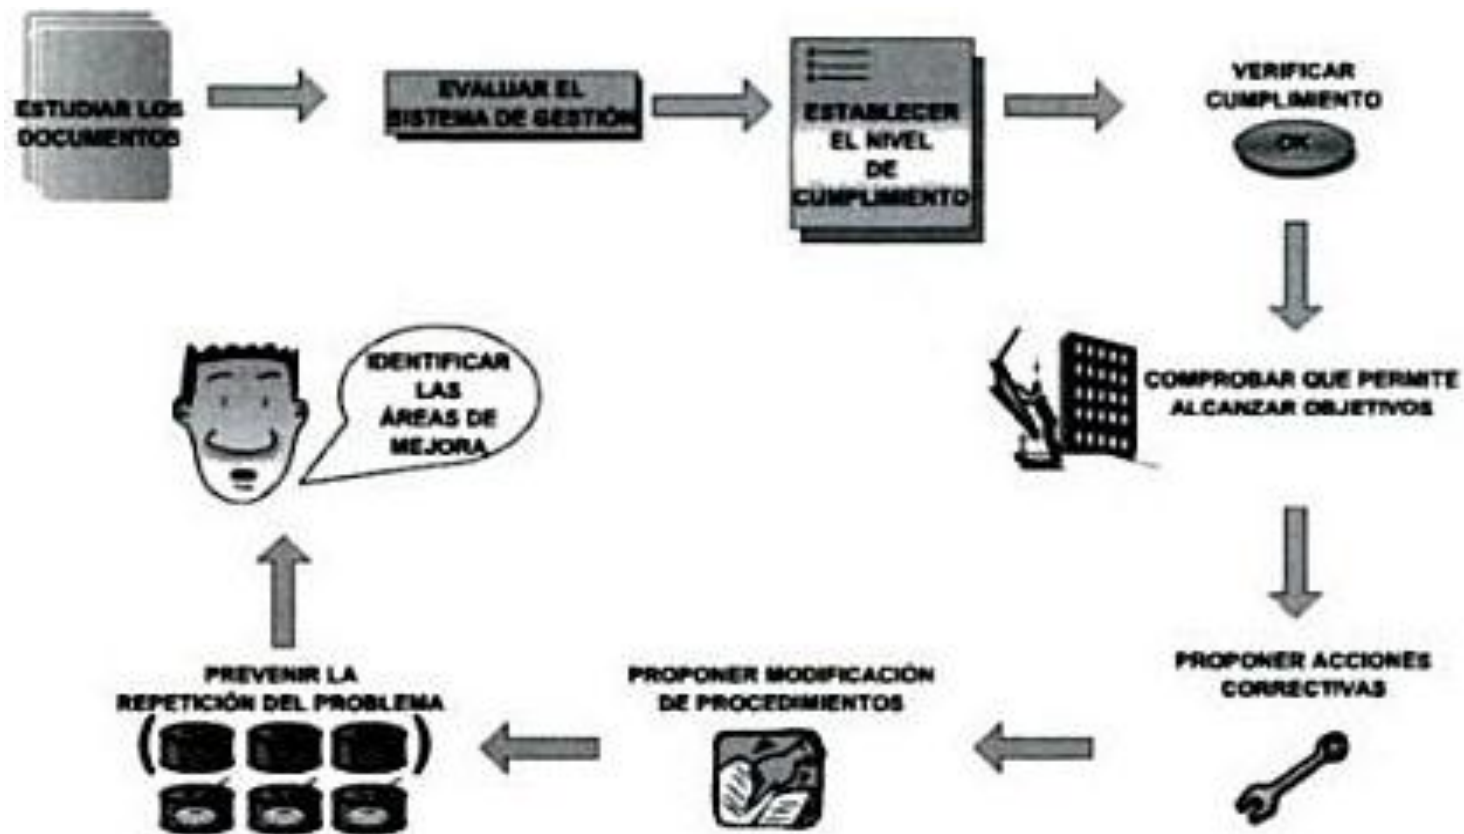 ESTUDIAR LOS
DOCUMENTOS
EVALUAR EL
SISTEMA DE GESTIÓN
ESTABLECER
EL NIVEL
DE
CUMPLIMIENTO
VERIFICAR
CUMPLIMIENTO
OK
COMPROBAR QUE PERMITE
ALCANZAR OBJETIVOS
PROPONER ACCIONES
CORRECTIVAS
PROPONER MODIFICACIÓN
DE PROCEDIMIENTOS
PREVENIR LA
REPETICIÓN DEL PROBLEMA
IDENTIFICAR
LAS
ÁREAS DE
MEJORA